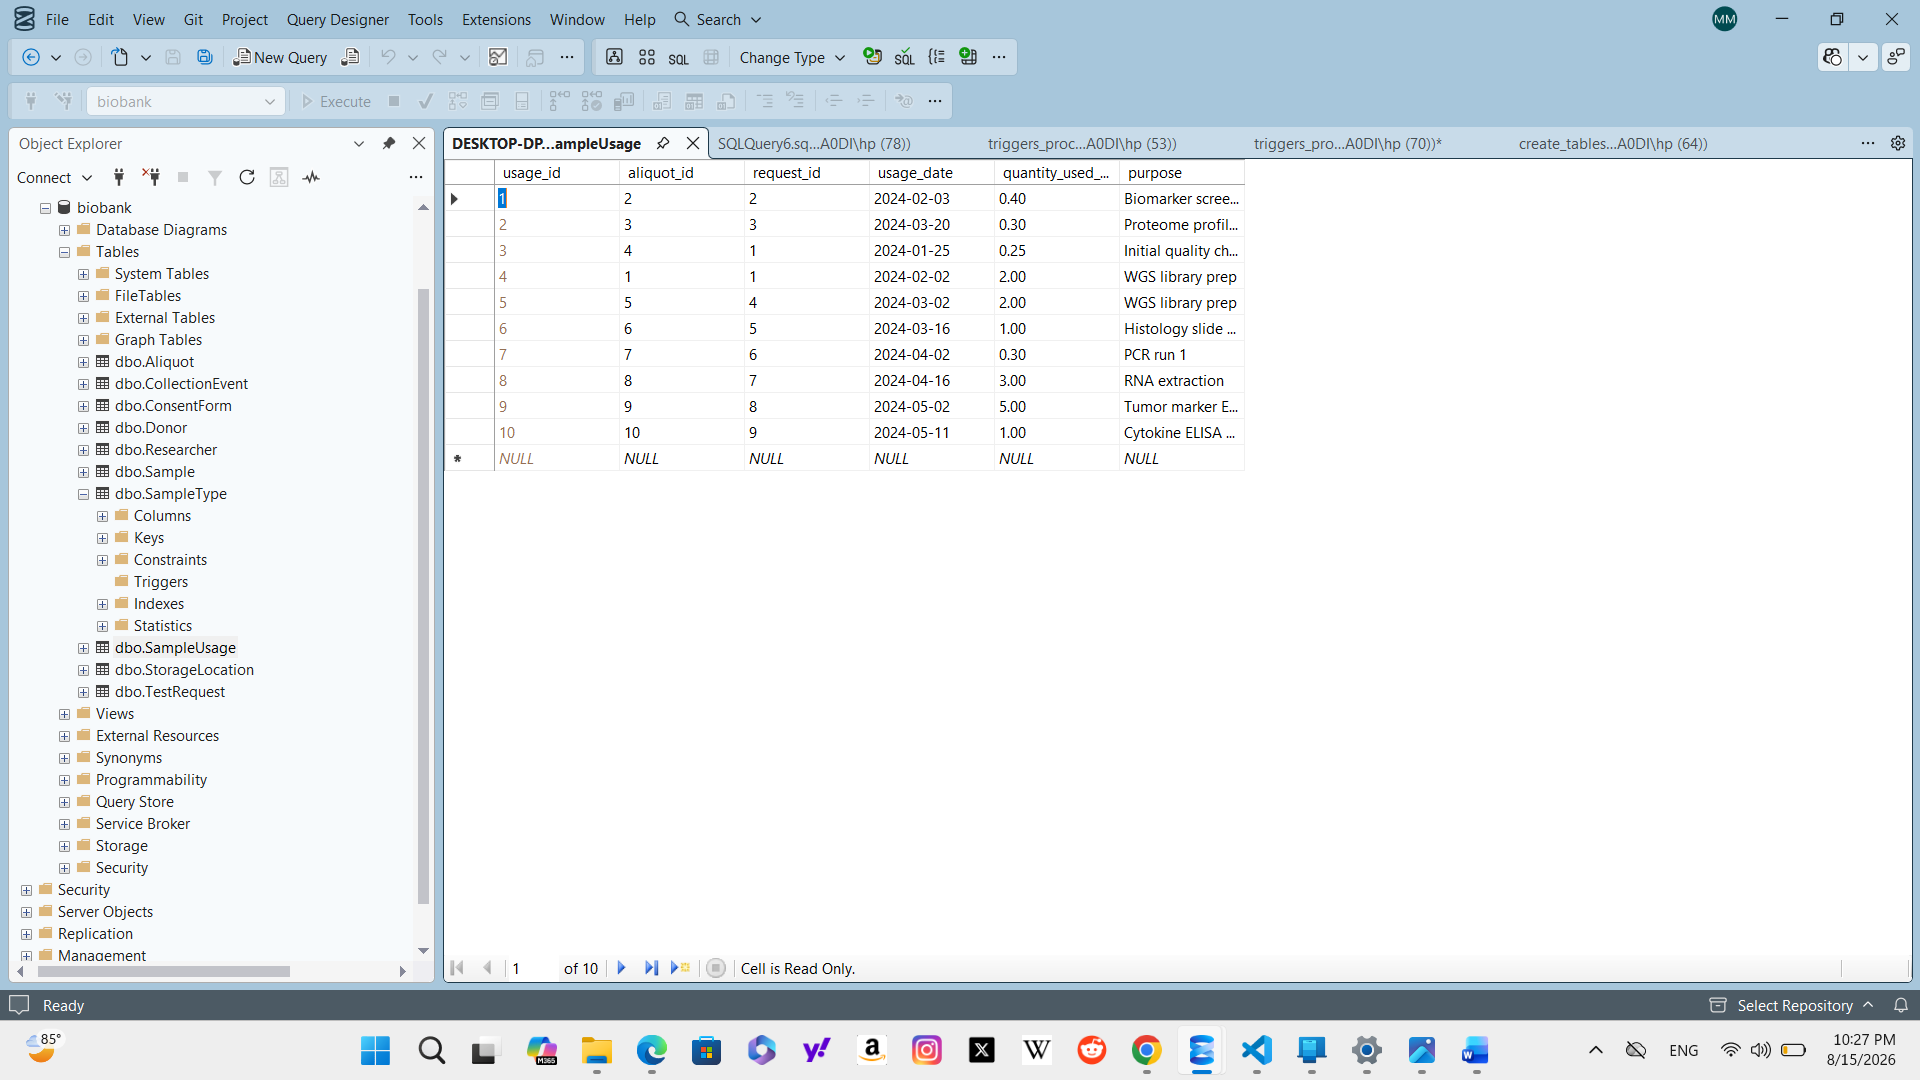 File Edit View Git Project Query Designer Tools Extensions Window Help Search MM
New Query SQL Change Type SQL
biobank Execute
Object Explorer
Connect
biobank
Database Diagrams
Tables
System Tables
FileTables
External Tables
Graph Tables
dbo.Aliquot
dbo.CollectionEvent
dbo.ConsentForm
dbo.Donor
dbo.Researcher
dbo.Sample
dbo.SampleType
Columns
Keys
Constraints
Triggers
Indexes
Statistics
dbo.SampleUsage
dbo.StorageLocation
dbo.TestRequest
Views
External Resources
Synonyms
Programmability
Query Store
Service Broker
Storage
Security
Security
Server Objects
Replication
Management
DESKTOP-DP...ampleUsage SQLQuery6.sq...A0DI\hp (78)) triggers_proc...A0DI\hp (53)) triggers_pro...A0DI\hp (70))* create_tables...A0DI\hp (64))
usage_id aliquot_id request_id usage_date quantity_used_... purpose
1 2 2 2024-02-03 0.40 Biomarker scree...
2 3 3 2024-03-20 0.30 Proteome profil...
3 4 1 2024-01-25 0.25 Initial quality ch...
4 1 1 2024-02-02 2.00 WGS library prep
5 5 4 2024-03-02 2.00 WGS library prep
6 6 5 2024-03-16 1.00 Histology slide ...
7 7 6 2024-04-02 0.30 PCR run 1
8 8 7 2024-04-16 3.00 RNA extraction
9 9 8 2024-05-02 5.00 Tumor marker E...
10 10 9 2024-05-11 1.00 Cytokine ELISA ...
* NULL NULL NULL NULL NULL NULL
1 of 10 Cell is Read Only.
Ready Select Repository
85° M365 ENG 10:27 PM
8/15/2026